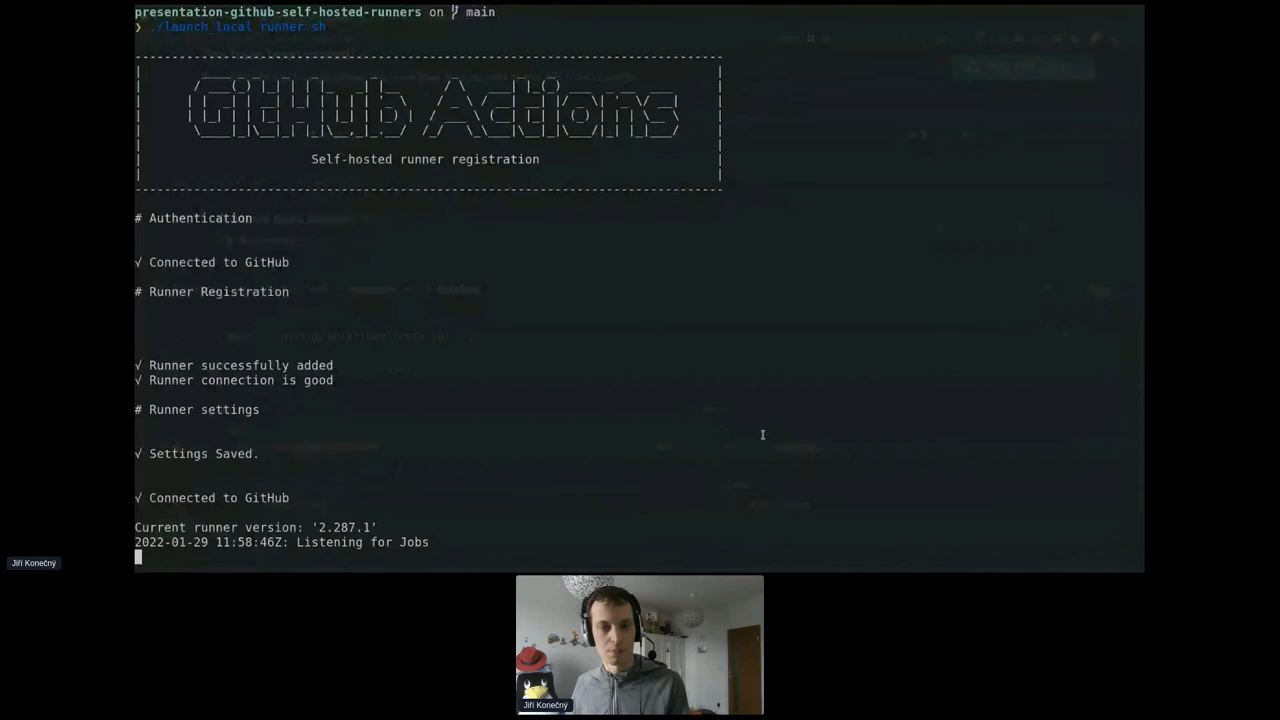 presentation-github-self-hosted-runners on main
❯ ./launch_local_runner.sh
GitHub Actions
Self-hosted runner registration
# Authentication
√ Connected to GitHub
# Runner Registration
√ Runner successfully added
√ Runner connection is good
# Runner settings
√ Settings Saved.
√ Connected to GitHub
Current runner version: '2.287.1'
2022-01-29 11:58:46Z: Listening for Jobs
Jiří Konečný
Jiří Konečný